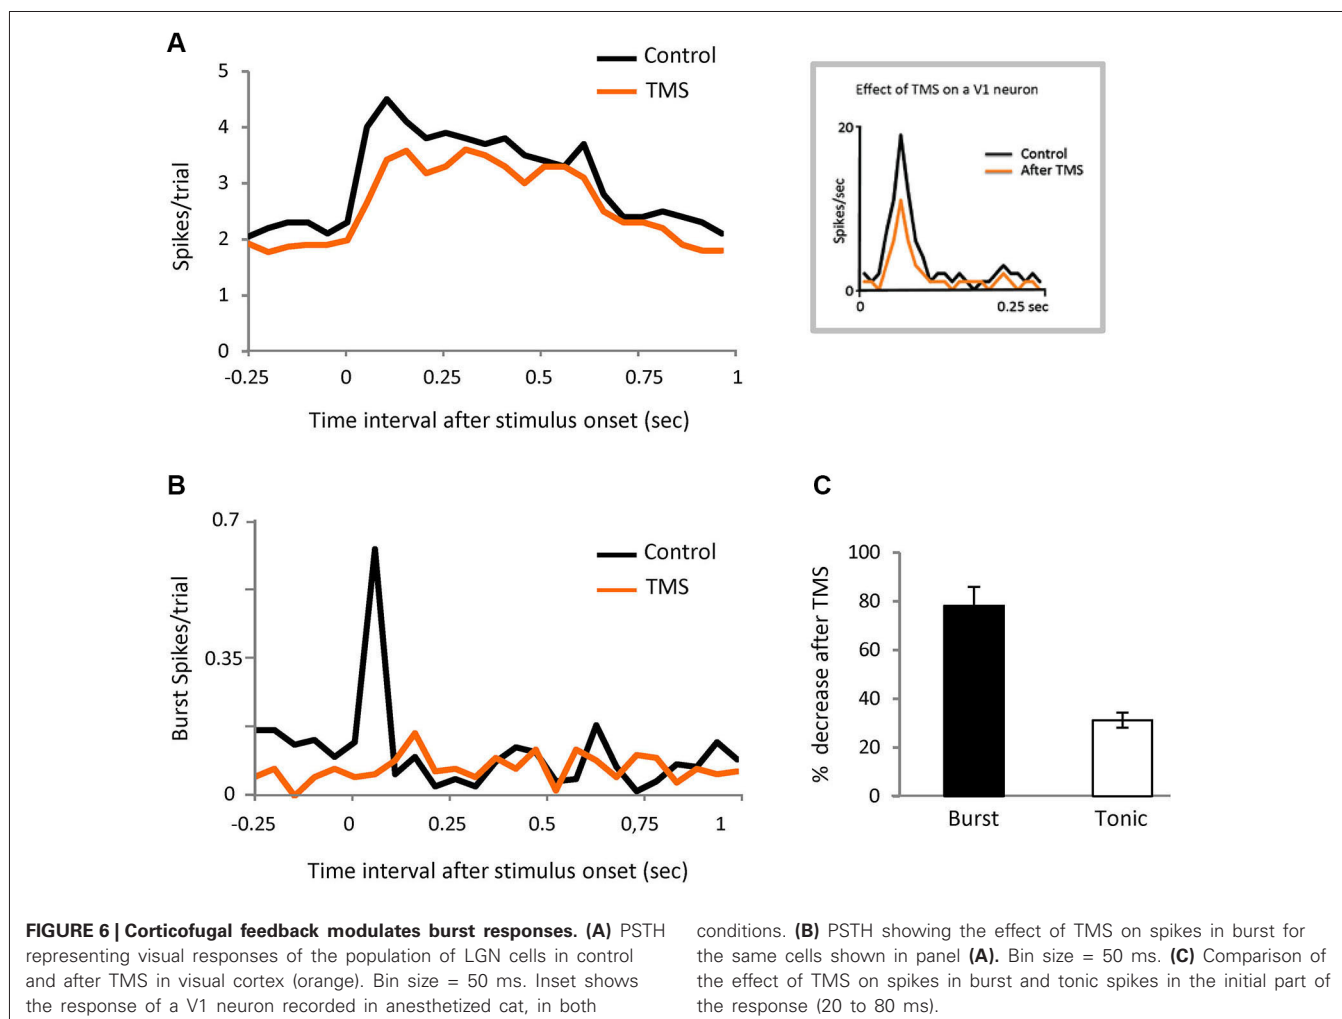 A
Control
TMS
5
4
3
2
1
0
Spikes/trial
-0.25
0
0.25
0.5
0.75
1
Time interval after stimulus onset (sec)
Effect of TMS on a V1 neuron
20
Control
After TMS
Spikes/sec
0
0
0.25 sec
B
0.7
0.35
0
Control
TMS
Burst Spikes/trial
-0.25
0
0.25
0.5
0,75
1
Time interval after stimulus onset (sec)
C
100
80
60
40
20
0
% decrease after TMS
Burst
Tonic
FIGURE 6 | Corticofugal feedback modulates burst responses. (A) PSTH
representing visual responses of the population of LGN cells in control
and after TMS in visual cortex (orange). Bin size = 50 ms. Inset shows
the response of a V1 neuron recorded in anesthetized cat, in both
conditions. (B) PSTH showing the effect of TMS on spikes in burst for
the same cells shown in panel (A). Bin size = 50 ms. (C) Comparison of
the effect of TMS on spikes in burst and tonic spikes in the initial part of
the response (20 to 80 ms).